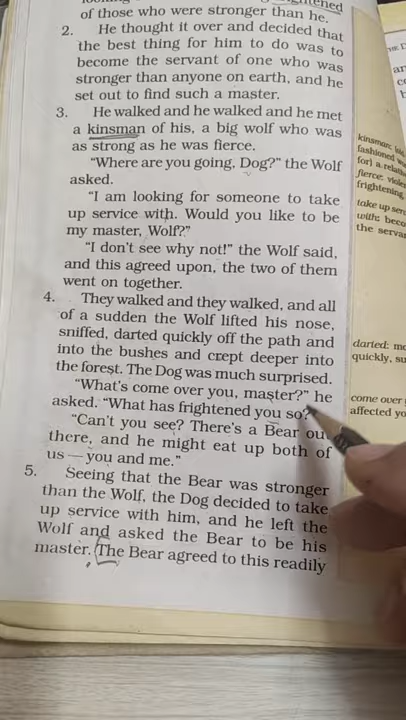 of those who were stronger than he.
2. He thought it over and decided that
the best thing for him to do was to
become the servant of one who was
stronger than anyone on earth, and he
set out to find such a master.
3. He walked and he walked and he met
a kinsman of his, a big wolf who was
as strong as he was fierce.
“Where are you going, Dog?” the Wolf
asked.
“I am looking for someone to take
up service with. Would you like to be
my master, Wolf?”
“I don't see why not!” the Wolf said,
and this agreed upon, the two of them
went on together.
4. They walked and they walked, and all
of a sudden the Wolf lifted his nose,
sniffed, darted quickly off the path and
into the bushes and crept deeper into
the forest. The Dog was much surprised.
“What's come over you, master?” he
asked. “What has frightened you so?”
“Can't you see? There's a Bear out
there, and he might eat up both of
us — you and me.”
5. Seeing that the Bear was stronger
than the Wolf, the Dog decided to take
up service with him, and he left the
Wolf and asked the Bear to be his
master. The Bear agreed to this readily
kinsman:
fashioned
for) a
fierce:
frightening
take up
with:
the
darted:
quickly,
come over
affected